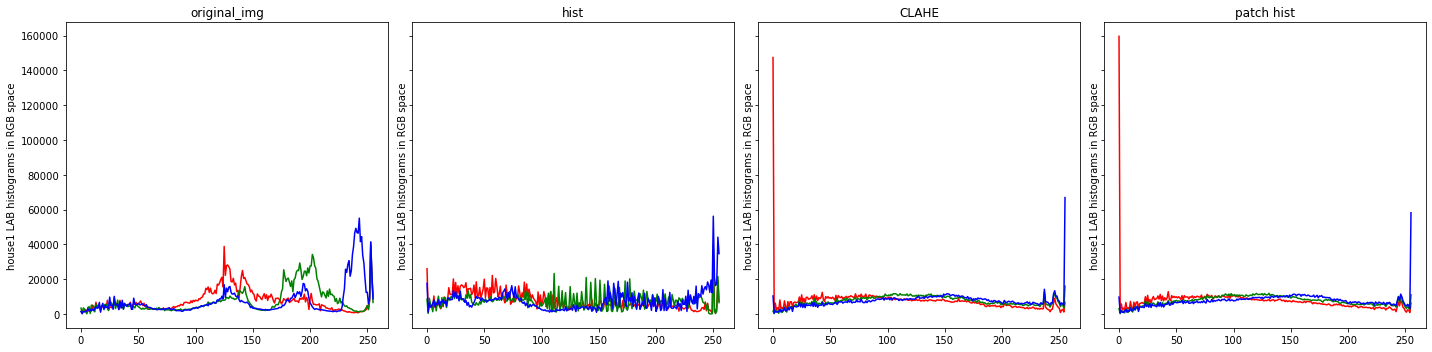 original_img
hist
CLAHE
patch hist
house1 LAB histograms in RGB space
house1 LAB histograms in RGB space
house1 LAB histograms in RGB space
house1 LAB histograms in RGB space
160000
140000
120000
100000
80000
60000
40000
20000
0
0 50 100 150 200 250
0 50 100 150 200 250
0 50 100 150 200 250
0 50 100 150 200 250